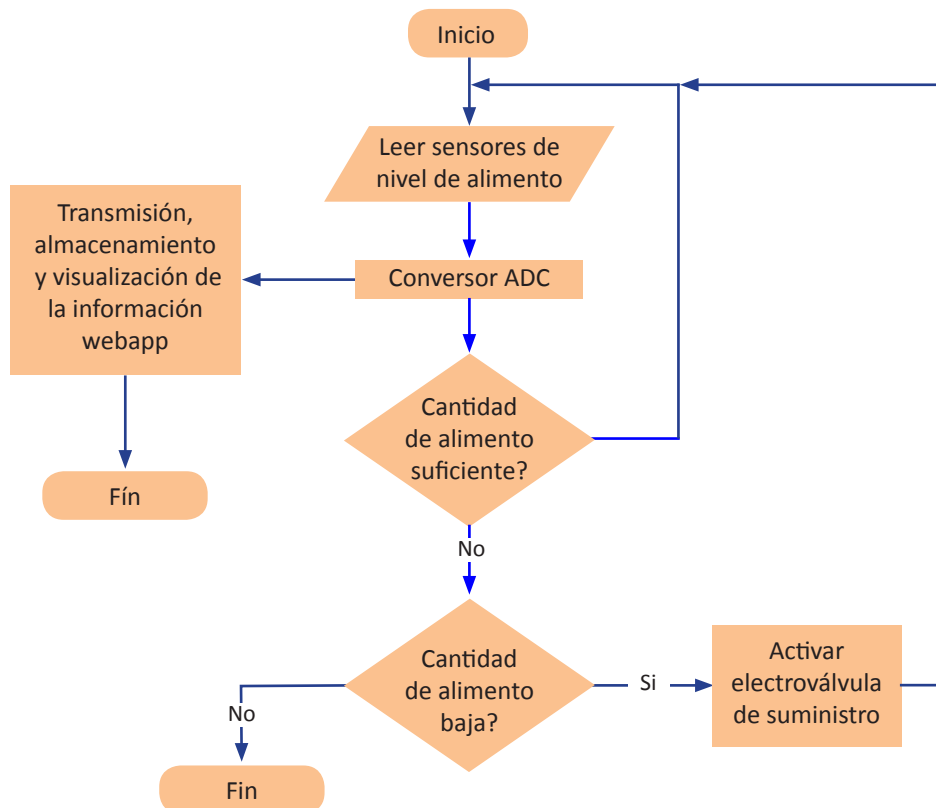 Inicio
Leer sensores de
nivel de alimento
Transmisión,
almacenamiento
y visualización de
la información
webapp
Conversor ADC
Cantidad
de alimento
suficiente?
Fín
No
Cantidad
de alimento
baja?
Si
Activar
electroválvula
de suministro
No
Fin